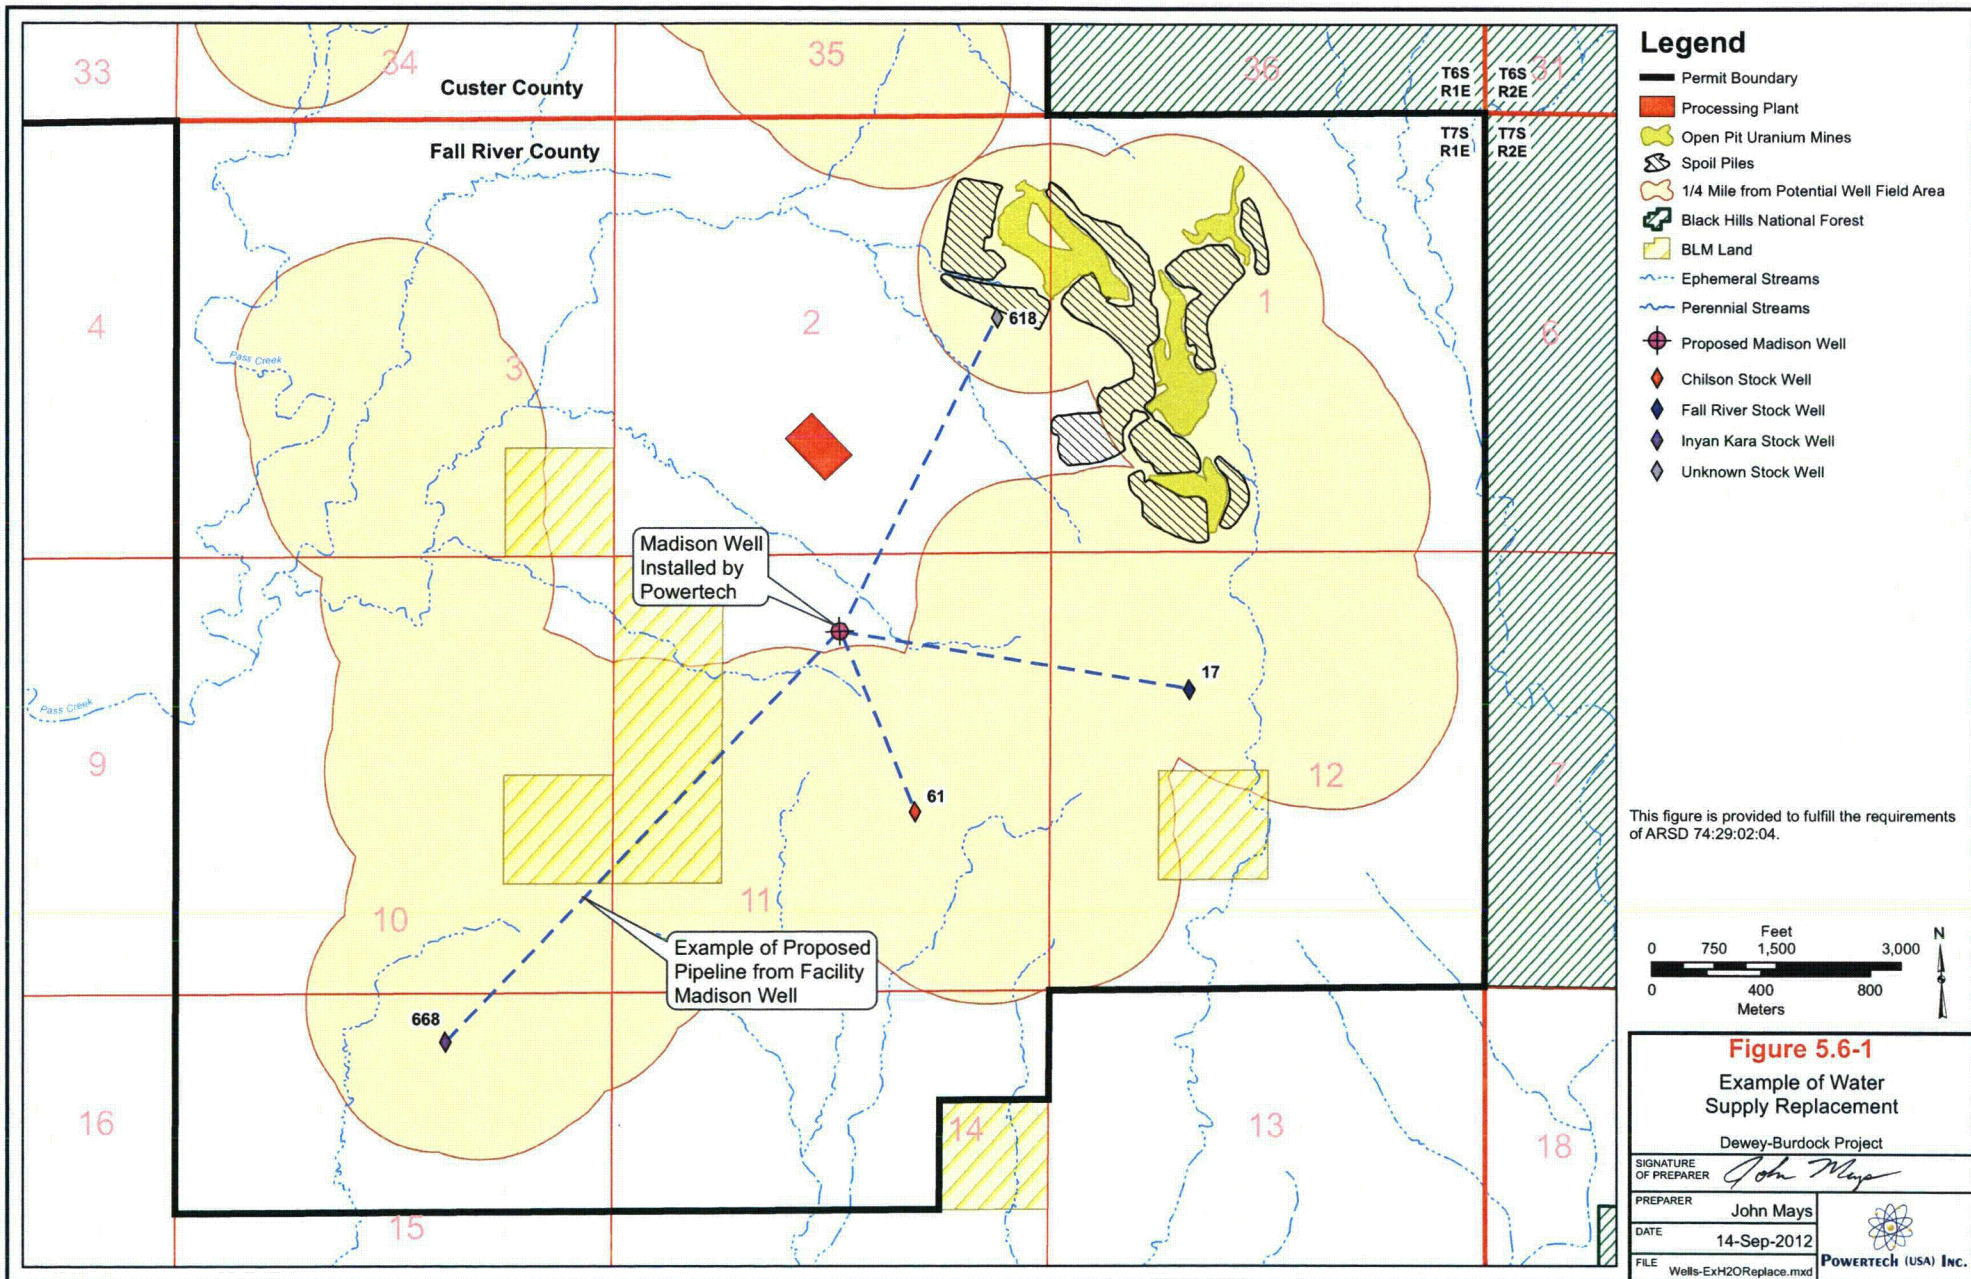 33
34
35
36
31
Custer County
T6S
R1E
T6S
R2E
Fall River County
T7S
R1E
T7S
R2E
4
3
2
1
6
618
Pass Creek
Madison Well
Installed by
Powertech
17
Pass Creek
9
12
7
61
10
11
Example of Proposed
Pipeline from Facility
Madison Well
668
16
14
13
18
15
Legend
Permit Boundary
Processing Plant
Open Pit Uranium Mines
Spoil Piles
1/4 Mile from Potential Well Field Area
Black Hills National Forest
BLM Land
Ephemeral Streams
Perennial Streams
Proposed Madison Well
Chilson Stock Well
Fall River Stock Well
Inyan Kara Stock Well
Unknown Stock Well
This figure is provided to fulfill the requirements
of ARSD 74:29:02:04.
Feet
0 750 1,500 3,000
N
0 400 800
Meters
Figure 5.6-1
Example of Water
Supply Replacement
Dewey-Burdock Project
SIGNATURE
OF PREPARER John Mays
PREPARER
John Mays
DATE
14-Sep-2012
FILE Wells-ExH2OReplace.mxd
POWERTECH (USA) INC.